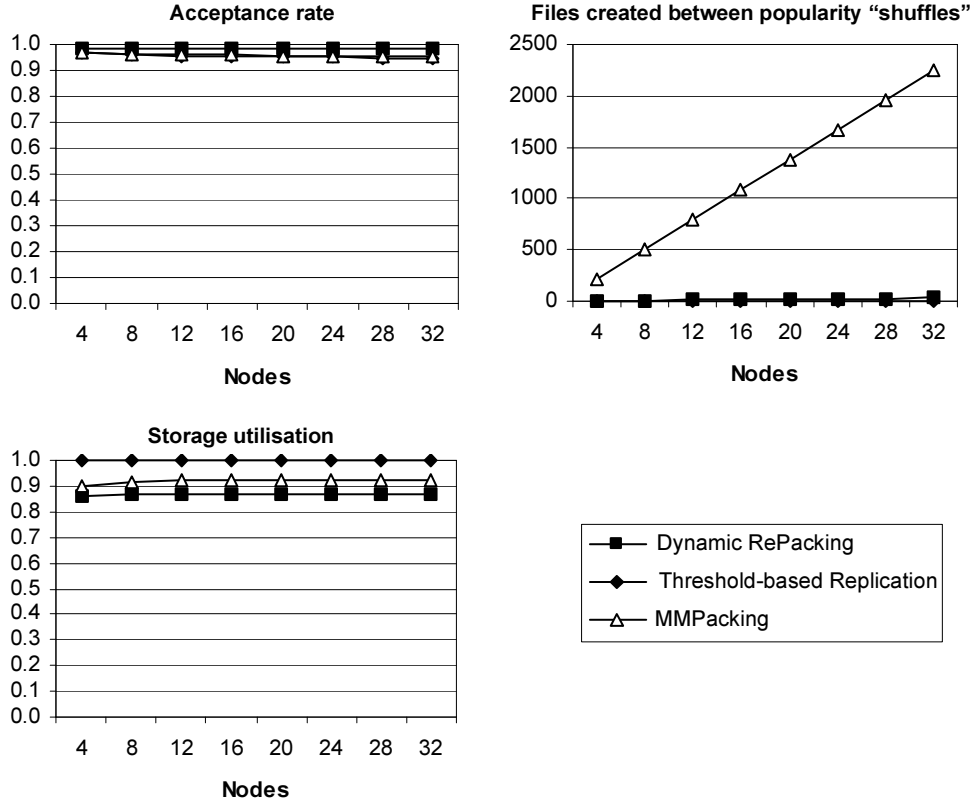 Acceptance rate
1.0
0.9
0.8
0.7
0.6
0.5
0.4
0.3
0.2
0.1
0.0
4 8 12 16 20 24 28 32
Nodes
Files created between popularity “shuffles”
2500
2000
1500
1000
500
0
4 8 12 16 20 24 28 32
Nodes
Storage utilisation
1.0
0.9
0.8
0.7
0.6
0.5
0.4
0.3
0.2
0.1
0.0
4 8 12 16 20 24 28 32
Nodes
Dynamic RePacking
Threshold-based Replication
MMPacking